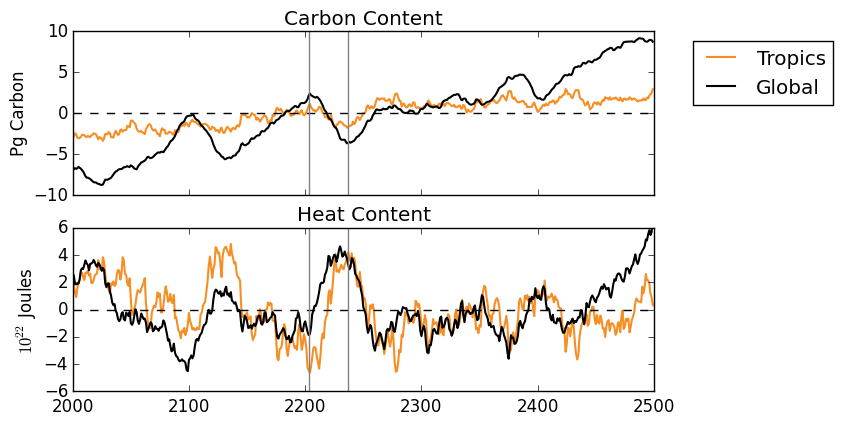 Carbon Content
10
5
0
−5
−10
Pg Carbon
Tropics
Global
Heat Content
6
4
2
0
−2
−4
−6
10²² Joules
2000 2100 2200 2300 2400 2500